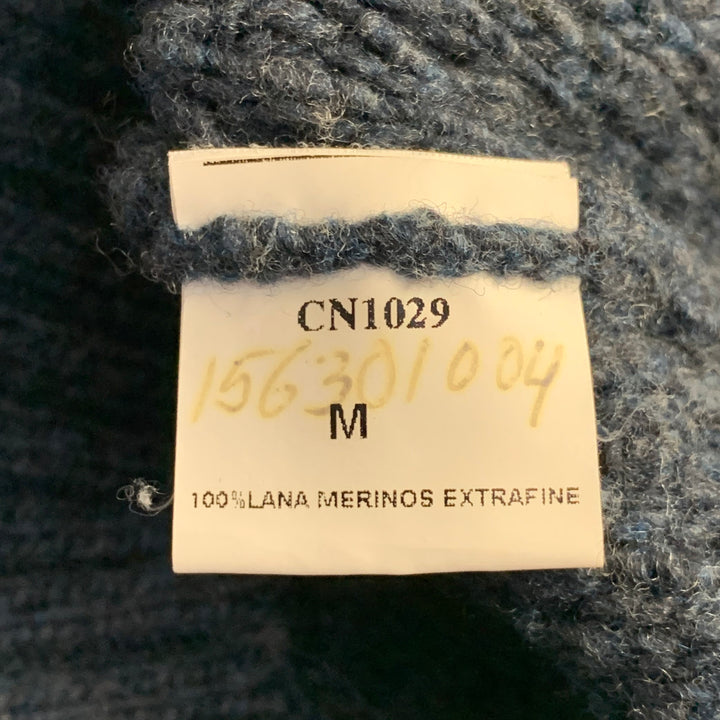 CN1029
156301004
M
100%LANA MERINOS EXTRAFINE